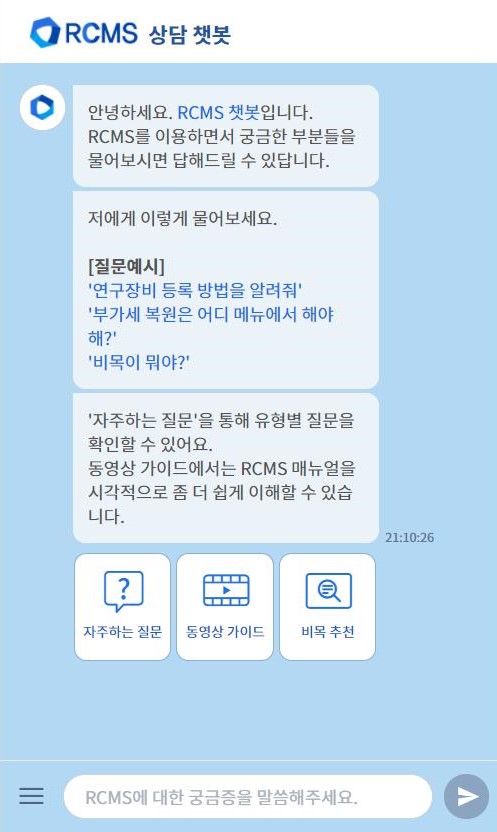 RCMS 상담 챗봇
안녕하세요. RCMS 챗봇입니다.
RCMS를 이용하면서 궁금한 부분들을
물어보시면 답해드릴 수 있답니다.
저에게 이렇게 물어보세요.
[질문예시]
'연구장비 등록 방법을 알려줘'
'부가세 복원은 어디 메뉴에서 해야
해?'
'비목이 뭐야?'
'자주하는 질문'을 통해 유형별 질문을
확인할 수 있어요.
동영상 가이드에서는 RCMS 매뉴얼을
시각적으로 좀 더 쉽게 이해할 수 있습
니다.
21:10:26
자주하는 질문
동영상 가이드
비목 추천
RCMS에 대한 궁금증을 말씀해주세요.